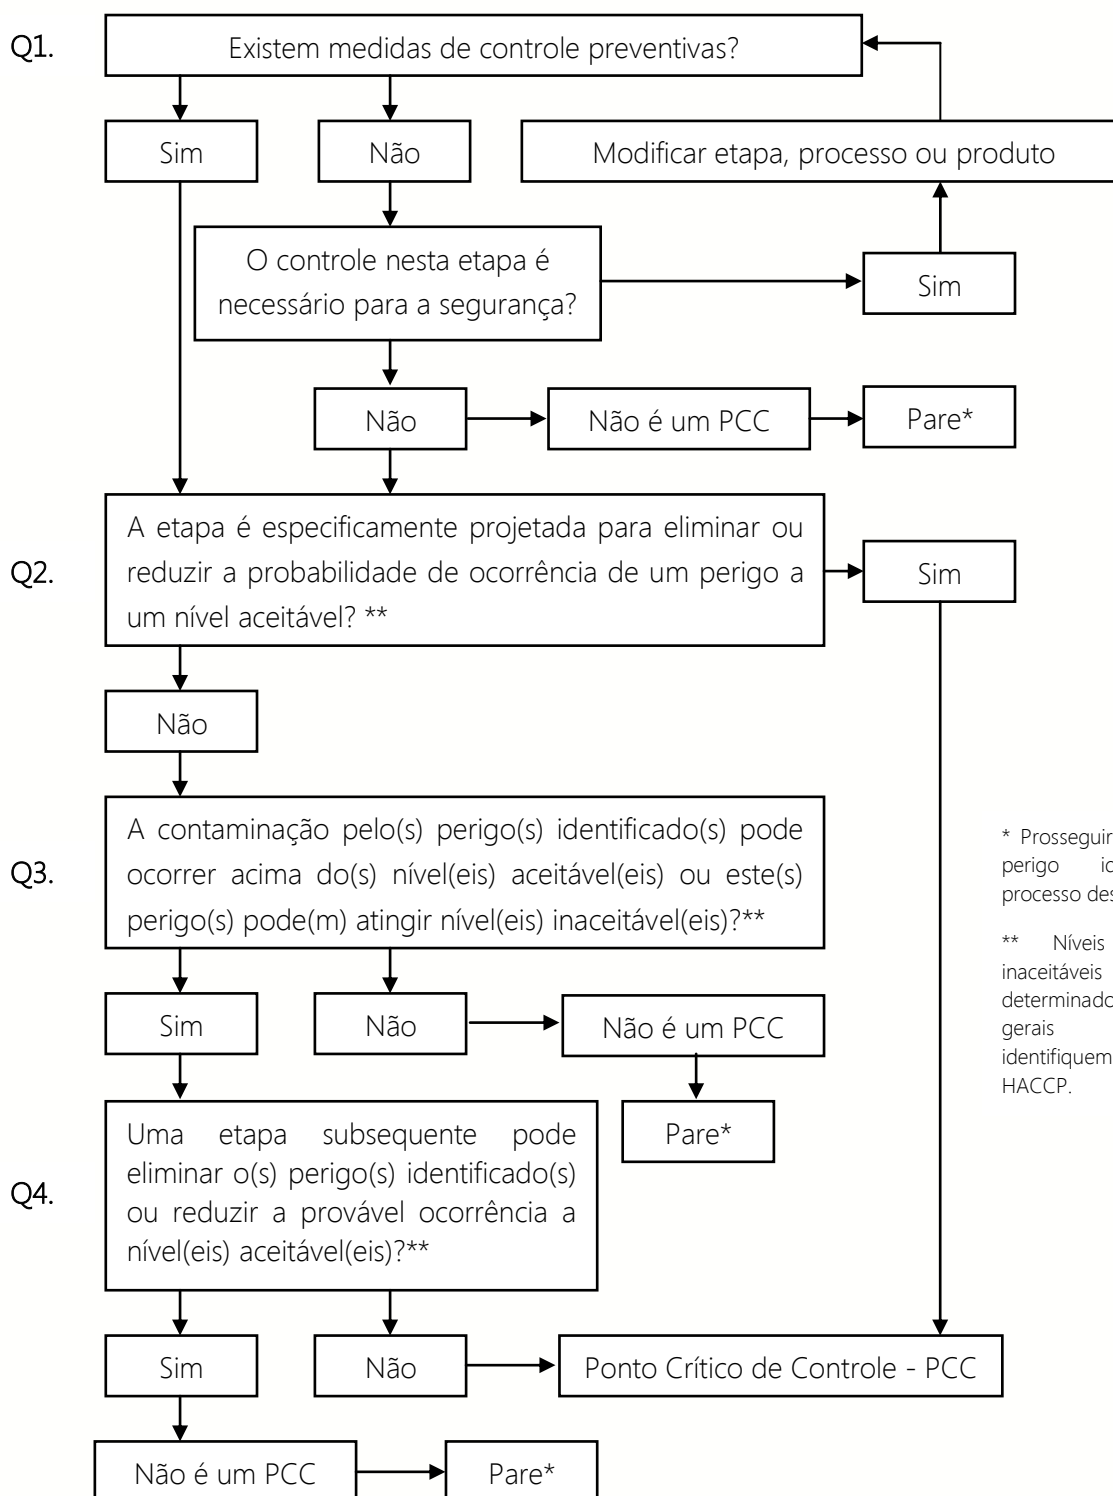 Q1.
Existem medidas de controle preventivas?
Sim
Não
Modificar etapa, processo ou produto
O controle nesta etapa é
necessário para a segurança?
Sim
Não
Não é um PCC
Pare*
Q2.
A etapa é especificamente projetada para eliminar ou
reduzir a probabilidade de ocorrência de um perigo a
um nível aceitável? **
Sim
Não
Q3.
A contaminação pelo(s) perigo(s) identificado(s) pode
ocorrer acima do(s) nível(eis) aceitável(eis) ou este(s)
perigo(s) pode(m) atingir nível(eis) inaceitável(eis)?**
* Prosseguir
perigo
processo
** Níveis
inaceitáveis
gerais
identifiquem
HACCP.
Sim
Não
Não é um PCC
Pare*
Q4.
Uma etapa subsequente pode
eliminar o(s) perigo(s) identificado(s)
ou reduzir a provável ocorrência a
nível(eis) aceitável(eis)?**
Sim
Não
Ponto Crítico de Controle - PCC
Não é um PCC
Pare*